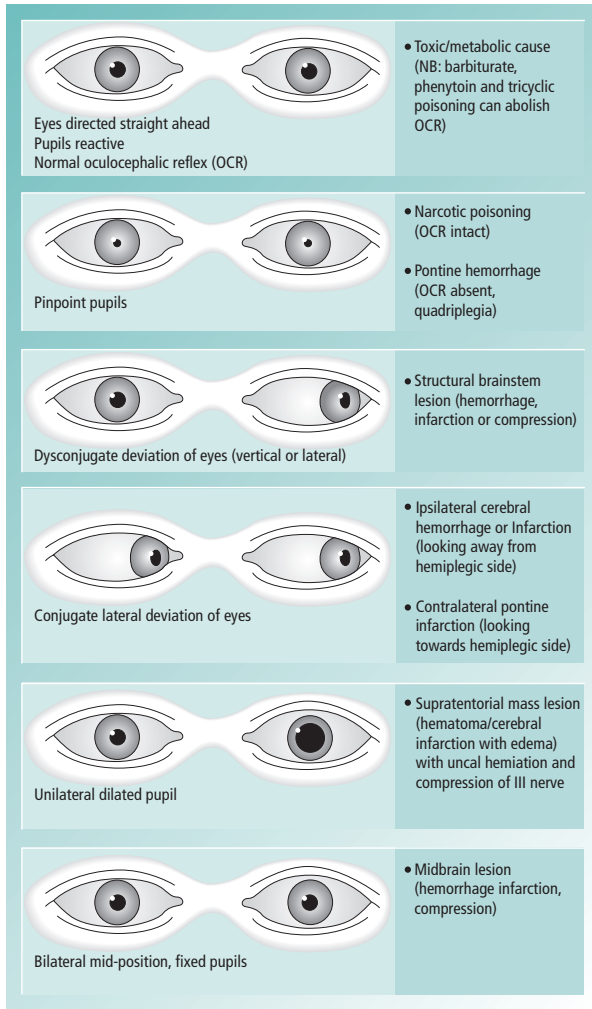 Eyes directed straight ahead
Pupils reactive
Normal oculocephalic reflex (OCR)
• Toxic/metabolic cause
(NB: barbiturate,
phenytoin and tricyclic
poisoning can abolish
OCR)
Pinpoint pupils
• Narcotic poisoning
(OCR intact)
• Pontine hemorrhage
(OCR absent,
quadriplegia)
Dysconjugate deviation of eyes (vertical or lateral)
• Structural brainstem
lesion (hemorrhage,
infarction or compression)
Conjugate lateral deviation of eyes
• Ipsilateral cerebral
hemorrhage or Infarction
(looking away from
hemiplegic side)
• Contralateral pontine
infarction (looking
towards hemiplegic side)
Unilateral dilated pupil
• Supratentorial mass lesion
(hematoma/cerebral
infarction with edema)
with uncal hemiation and
compression of III nerve
Bilateral mid-position, fixed pupils
• Midbrain lesion
(hemorrhage infarction,
compression)